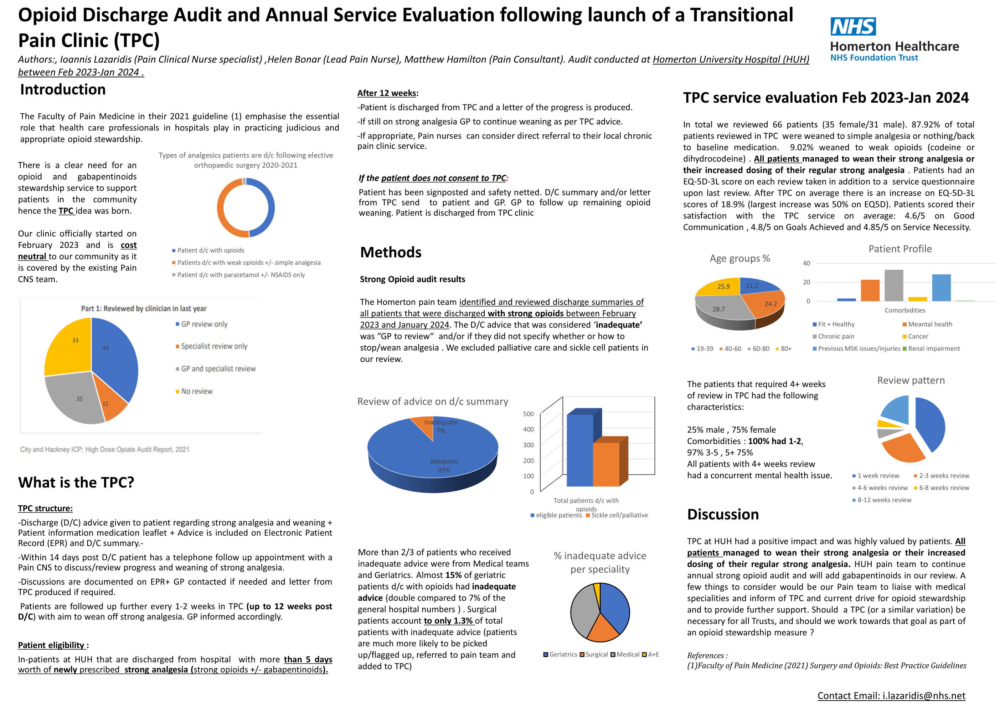 Opioid Discharge Audit and Annual Service Evaluation following launch of a Transitional
Pain Clinic (TPC)
Authors:, Ioannis Lazaridis (Pain Clinical Nurse specialist) ,Helen Bonar (Lead Pain Nurse), Matthew Hamilton (Pain Consultant). Audit conducted at Homerton University Hospital (HUH)
between Feb 2023-Jan 2024 .
NHS
Homerton Healthcare
NHS Foundation Trust
Introduction
The Faculty of Pain Medicine in their 2021 guideline (1) emphasise the essential
role that health care professionals in hospitals play in practicing judicious and
appropriate opioid stewardship.
There is a clear need for an
opioid and gabapentinoids
stewardship service to support
patients in the community
hence the TPC idea was born.
Our clinic officially started on
February 2023 and is cost
neutral to our community as it
is covered by the existing Pain
CNS team.
Types of analgesics patients are d/c following elective
orthopaedic surgery 2020-2021
Patient d/c with opioids
Patients d/c with weak opioids +/- simple analgesia
Patient d/c with paracetamol +/- NSAIDS only
Part 1: Reviewed by clinician in last year
33
44
35
12
GP review only
Specialist review only
GP and specialist review
No review
City and Hackney ICP; High Dose Opiate Audit Report, 2021
What is the TPC?
TPC structure:
-Discharge (D/C) advice given to patient regarding strong analgesia and weaning +
Patient information medication leaflet + Advice is included on Electronic Patient
Record (EPR) and D/C summary.-
-Within 14 days post D/C patient has a telephone follow up appointment with a
Pain CNS to discuss/review progress and weaning of strong analgesia.
-Discussions are documented on EPR+ GP contacted if needed and letter from
TPC produced if required.
Patients are followed up further every 1-2 weeks in TPC (up to 12 weeks post
D/C) with aim to wean off strong analgesia. GP informed accordingly.
Patient eligibility :
In-patients at HUH that are discharged from hospital with more than 5 days
worth of newly prescribed strong analgesia (strong opioids +/- gabapentinoids).
After 12 weeks:
-Patient is discharged from TPC and a letter of the progress is produced.
-If still on strong analgesia GP to continue weaning as per TPC advice.
-If appropriate, Pain nurses can consider direct referral to their local chronic
pain clinic service.
If the patient does not consent to TPC:
Patient has been signposted and safety netted. D/C summary and/or letter
from TPC send to patient and GP. GP to follow up remaining opioid
weaning. Patient is discharged from TPC clinic
Methods
Strong Opioid audit results
The Homerton pain team identified and reviewed discharge summaries of
all patients that were discharged with strong opioids between February
2023 and January 2024. The D/C advice that was considered ‘inadequate’
was “GP to review“ and/or if they did not specify whether or how to
stop/wean analgesia . We excluded palliative care and sickle cell patients in
our review.
Review of advice on d/c summary
Inadequate
7%
Adequate
93%
500
400
300
200
100
0
Total patients d/c with
opioids
eligible patients
Sickle cell/palliative
More than 2/3 of patients who received
inadequate advice were from Medical teams
and Geriatrics. Almost 15% of geriatric
patients d/c with opioids had inadequate
advice (double compared to 7% of the
general hospital numbers ) . Surgical
patients account to only 1.3% of total
patients with inadequate advice (patients
are much more likely to be picked
up/flagged up, referred to pain team and
added to TPC)
% inadequate advice
per speciality
Geriatrics
Surgical
Medical
A+E
TPC service evaluation Feb 2023-Jan 2024
In total we reviewed 66 patients (35 female/31 male). 87.92% of total
patients reviewed in TPC were weaned to simple analgesia or nothing/back
to baseline medication. 9.02% weaned to weak opioids (codeine or
dihydrocodeine) . All patients managed to wean their strong analgesia or
their increased dosing of their regular strong analgesia . Patients had an
EQ-5D-3L score on each review taken in addition to a service questionnaire
upon last review. After TPC on average there is an increase on EQ-5D-3L
scores of 18.9% (largest increase was 50% on EQ5D). Patients scored their
satisfaction with the TPC service on average: 4.6/5 on Good
Communication , 4.8/5 on Goals Achieved and 4.85/5 on Service Necessity.
Age groups %
25.9
21.2
24.2
28.7
19-39
40-60
60-80
80+
Patient Profile
40
20
0
Comorbidities
Fit + Healthy
Meantal health
Chronic pain
Cancer
Previous MSK issues/injuries
Renal impairment
The patients that required 4+ weeks
of review in TPC had the following
characteristics:
25% male , 75% female
Comorbidities : 100% had 1-2,
97% 3-5 , 5+ 75%
All patients with 4+ weeks review
had a concurrent mental health issue.
Review pattern
1 week review
2-3 weeks review
4-6 weeks review
6-8 weeks review
8-12 weeks review
Discussion
TPC at HUH had a positive impact and was highly valued by patients. All
patients managed to wean their strong analgesia or their increased
dosing of their regular strong analgesia. HUH pain team to continue
annual strong opioid audit and will add gabapentinoids in our review. A
few things to consider would be our Pain team to liaise with medical
specialities and inform of TPC and current drive for opioid stewardship
and to provide further support. Should a TPC (or a similar variation) be
necessary for all Trusts, and should we work towards that goal as part of
an opioid stewardship measure ?
References :
(1)Faculty of Pain Medicine (2021) Surgery and Opioids: Best Practice Guidelines
Contact Email: i.lazaridis@nhs.net